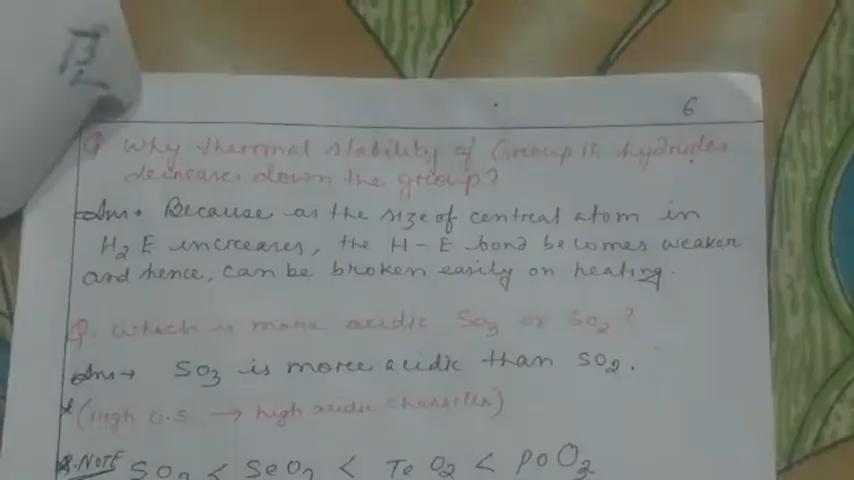 6
Q Why thermal stability of Group 16 hydrides
decreases down the group?
Ans→ Because as the size of central atom in
H₂E increases, the H-E bond becomes weaker
and hence, can be broken easily on heating.
Q. Which is more acidic SO₃ or SO₂?
Ans→ SO₃ is more acidic than SO₂.
* (High O.S. → high acidic character)
NOTE SO₂ < SeO₂ < TeO₂ < PoO₂